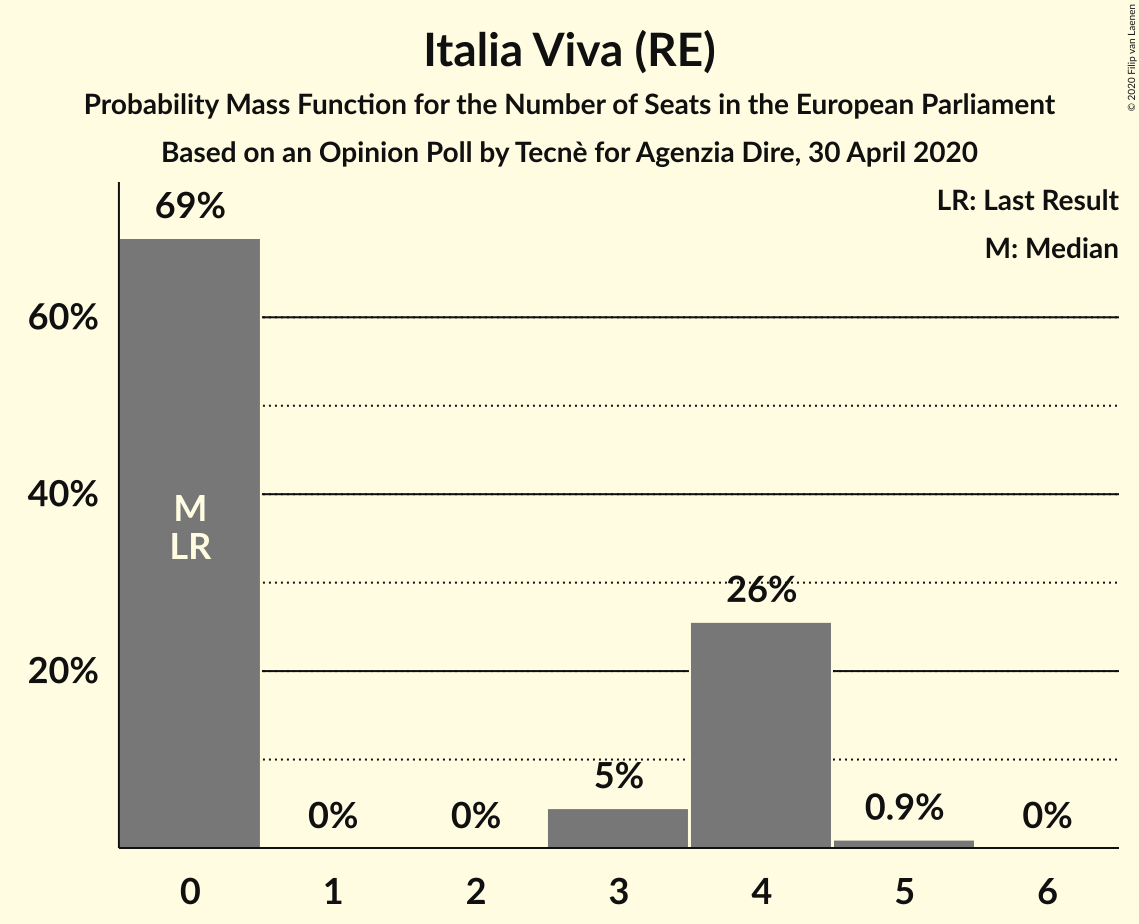 Italia Viva (RE)
Probability Mass Function for the Number of Seats in the European Parliament
Based on an Opinion Poll by Tecnè for Agenzia Dire, 30 April 2020
© 2020 Filip van Laenen
LR: Last Result
M: Median
69%
60%
40%
20%
M
LR
0%
0%
5%
26%
0.9%
0%
0
1
2
3
4
5
6